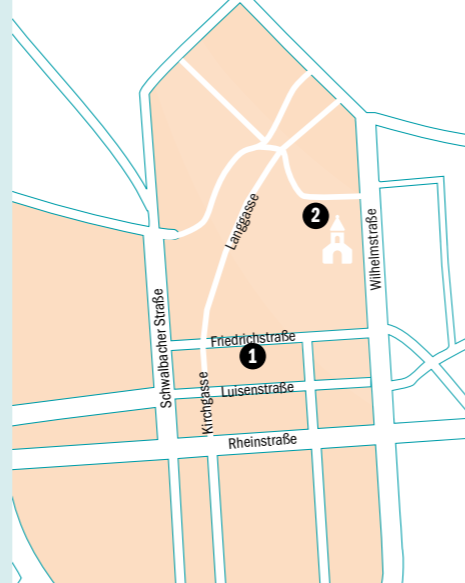 2
Langgasse
Wilhelmstraße
Schwalbacher Straße
Friedrichstraße
1
Kirchgasse
Luisenstraße
Rheinstraße